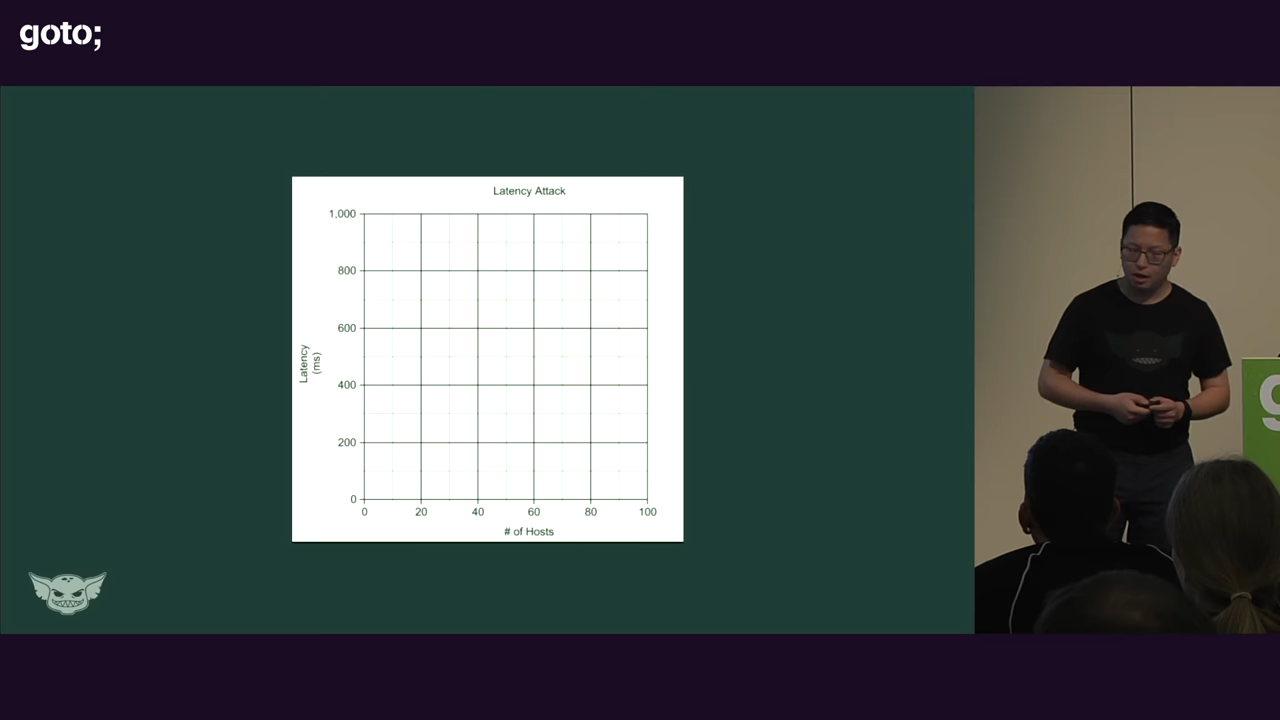 goto;
Latency Attack
1,000
800
600
400
200
0
Latency
(ms)
0 20 40 60 80 100
# of Hosts
g